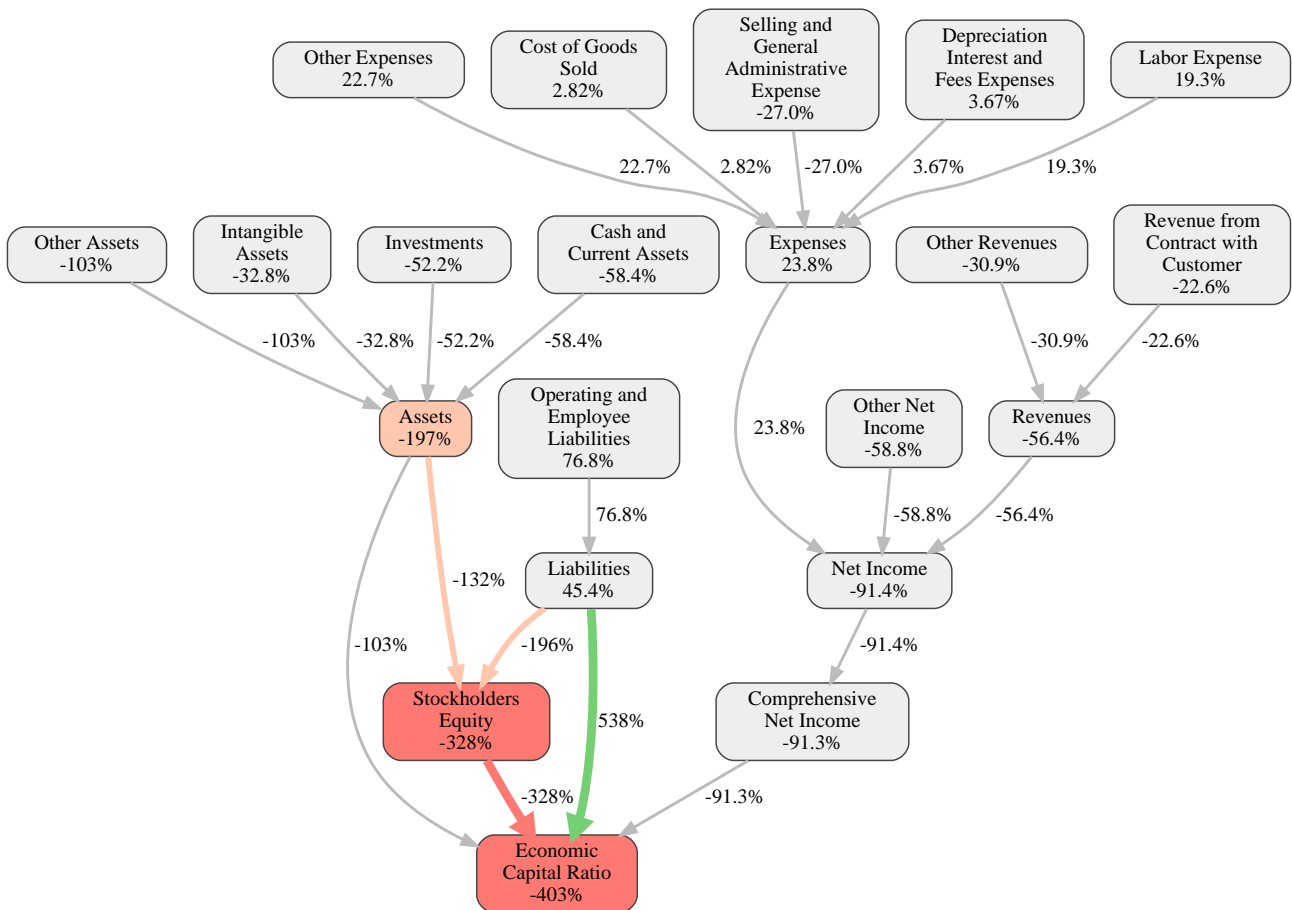 Other Expenses
22.7%
Cost of Goods
Sold
2.82%
Selling and
General
Administrative
Expense
-27.0%
Depreciation
Interest and
Fees Expenses
3.67%
Labor Expense
19.3%
22.7%
2.82%
-27.0%
3.67%
19.3%
Other Assets
-103%
Intangible
Assets
-32.8%
Investments
-52.2%
Cash and
Current Assets
-58.4%
Expenses
23.8%
Other Revenues
-30.9%
Revenue from
Contract with
Customer
-22.6%
-103%
-32.8%
-52.2%
-58.4%
-30.9%
-22.6%
Assets
-197%
Operating and
Employee
Liabilities
76.8%
23.8%
Other Net
Income
-58.8%
Revenues
-56.4%
76.8%
-58.8%
-56.4%
-132%
Liabilities
45.4%
Net Income
-91.4%
-103%
-196%
-91.4%
Stockholders
Equity
-328%
538%
Comprehensive
Net Income
-91.3%
-328%
-91.3%
Economic
Capital Ratio
-403%